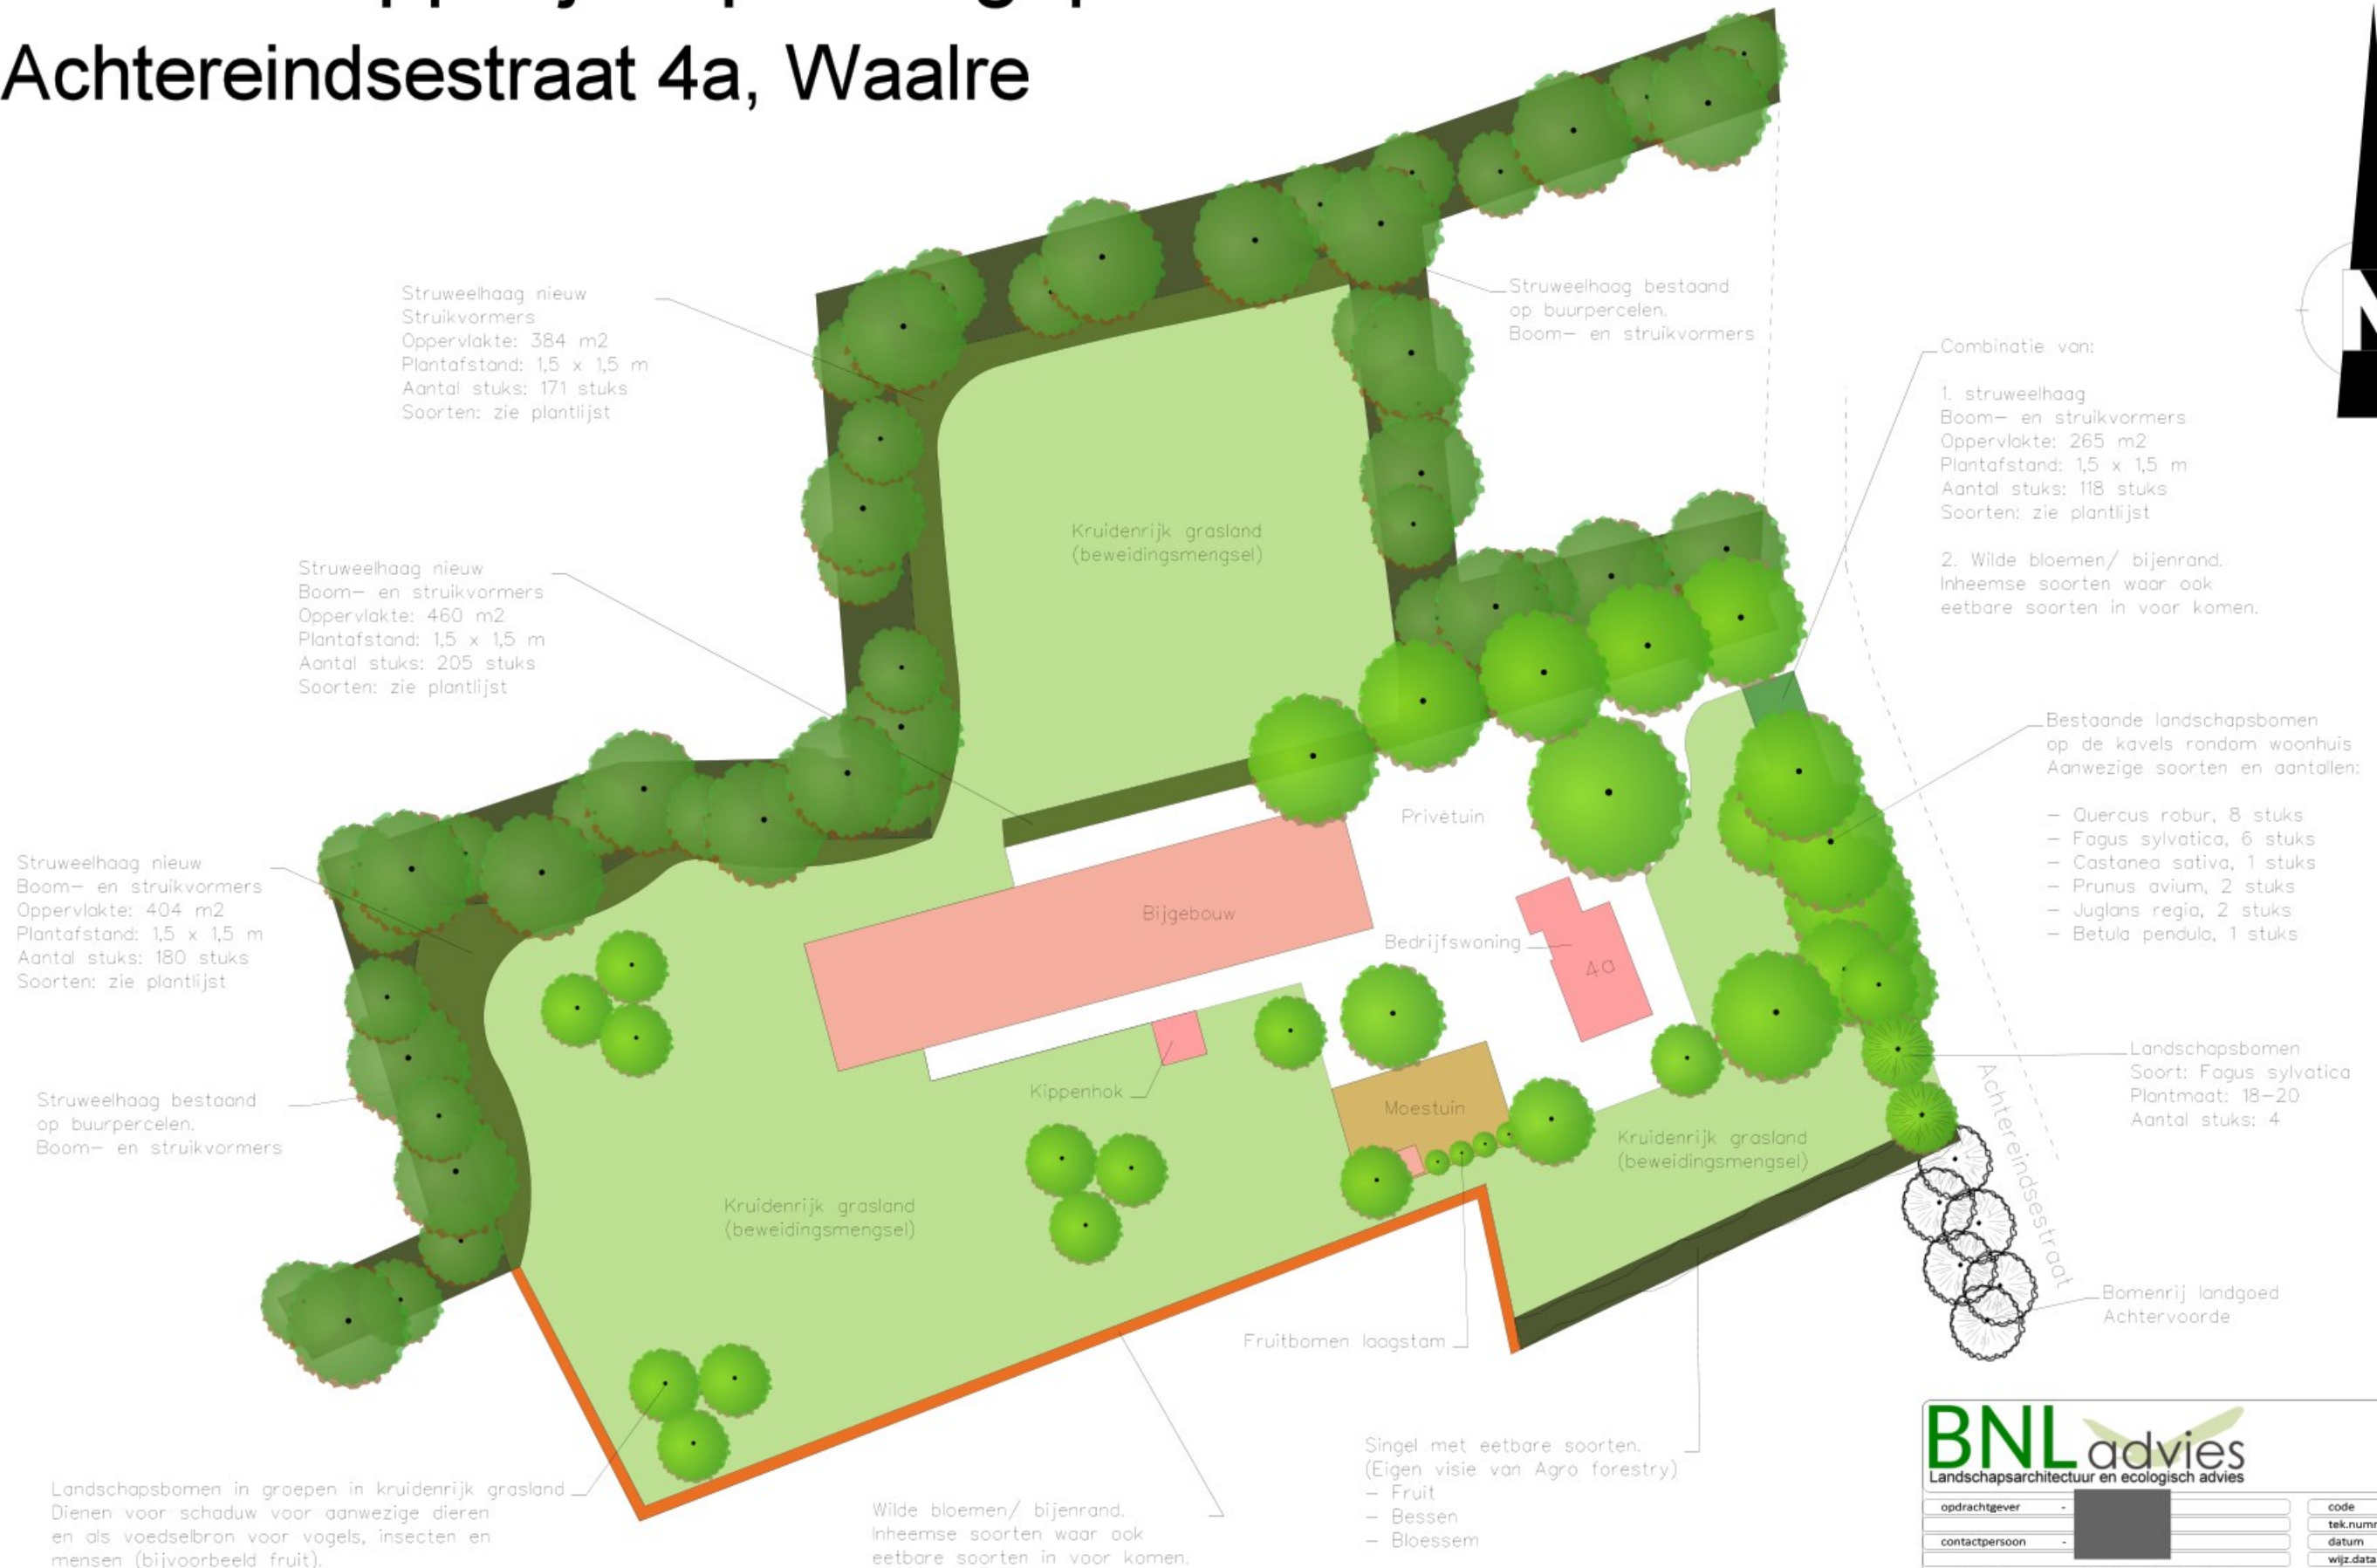 Achtereindsestraat 4a, Waalre
Struweelhaag nieuw
Struikvormers
Oppervlakte: 384 m2
Plantafstand: 1,5 x 1,5 m
Aantal stuks: 171 stuks
Soorten: zie plantlijst
Struweelhaag bestaand
op buurpercelen.
Boom- en struikvormers
Combinatie van:
1. struweelhaag
Boom- en struikvormers
Oppervlakte: 265 m2
Plantafstand: 1,5 x 1,5 m
Aantal stuks: 118 stuks
Soorten: zie plantlijst
2. Wilde bloemen/ bijenrand.
Inheemse soorten waar ook
eetbare soorten in voor komen.
Kruidenrijk grasland
(beweidingsmengsel)
Struweelhaag nieuw
Boom- en struikvormers
Oppervlakte: 460 m2
Plantafstand: 1,5 x 1,5 m
Aantal stuks: 205 stuks
Soorten: zie plantlijst
Bestaande landschapsbomen
op de kavels rondom woonhuis
Aanwezige soorten en aantallen:
- Quercus robur, 8 stuks
- Fagus sylvatica, 6 stuks
- Castanea sativa, 1 stuks
- Prunus avium, 2 stuks
- Juglans regia, 2 stuks
- Betula pendula, 1 stuks
Privétuin
Struweelhaag nieuw
Boom- en struikvormers
Oppervlakte: 404 m2
Plantafstand: 1,5 x 1,5 m
Aantal stuks: 180 stuks
Soorten: zie plantlijst
Bijgebouw
Bedrijfswoning
4a
Landschapsbomen
Soort: Fagus sylvatica
Plantmaat: 18-20
Aantal stuks: 4
Achtereindsestraat
Struweelhaag bestaand
op buurpercelen.
Boom- en struikvormers
Kippenhok
Moestuin
Kruidenrijk grasland
(beweidingsmengsel)
Kruidenrijk grasland
(beweidingsmengsel)
Bomenrij landgoed
Achtervoorde
Fruitbomen laagstam
Singel met eetbare soorten.
(Eigen visie van Agro forestry)
- Fruit
- Bessen
- Bloessem
Landschapsbomen in groepen in kruidenrijk grasland
Dienen voor schaduw voor aanwezige dieren
en als voedselbron voor vogels, insecten en
mensen (bijvoorbeeld fruit).
Wilde bloemen/ bijenrand.
Inheemse soorten waar ook
eetbare soorten in voor komen.
BNL advies
Landschapsarchitectuur en ecologisch advies
opdrachtgever -
code
contactpersoon -
datum